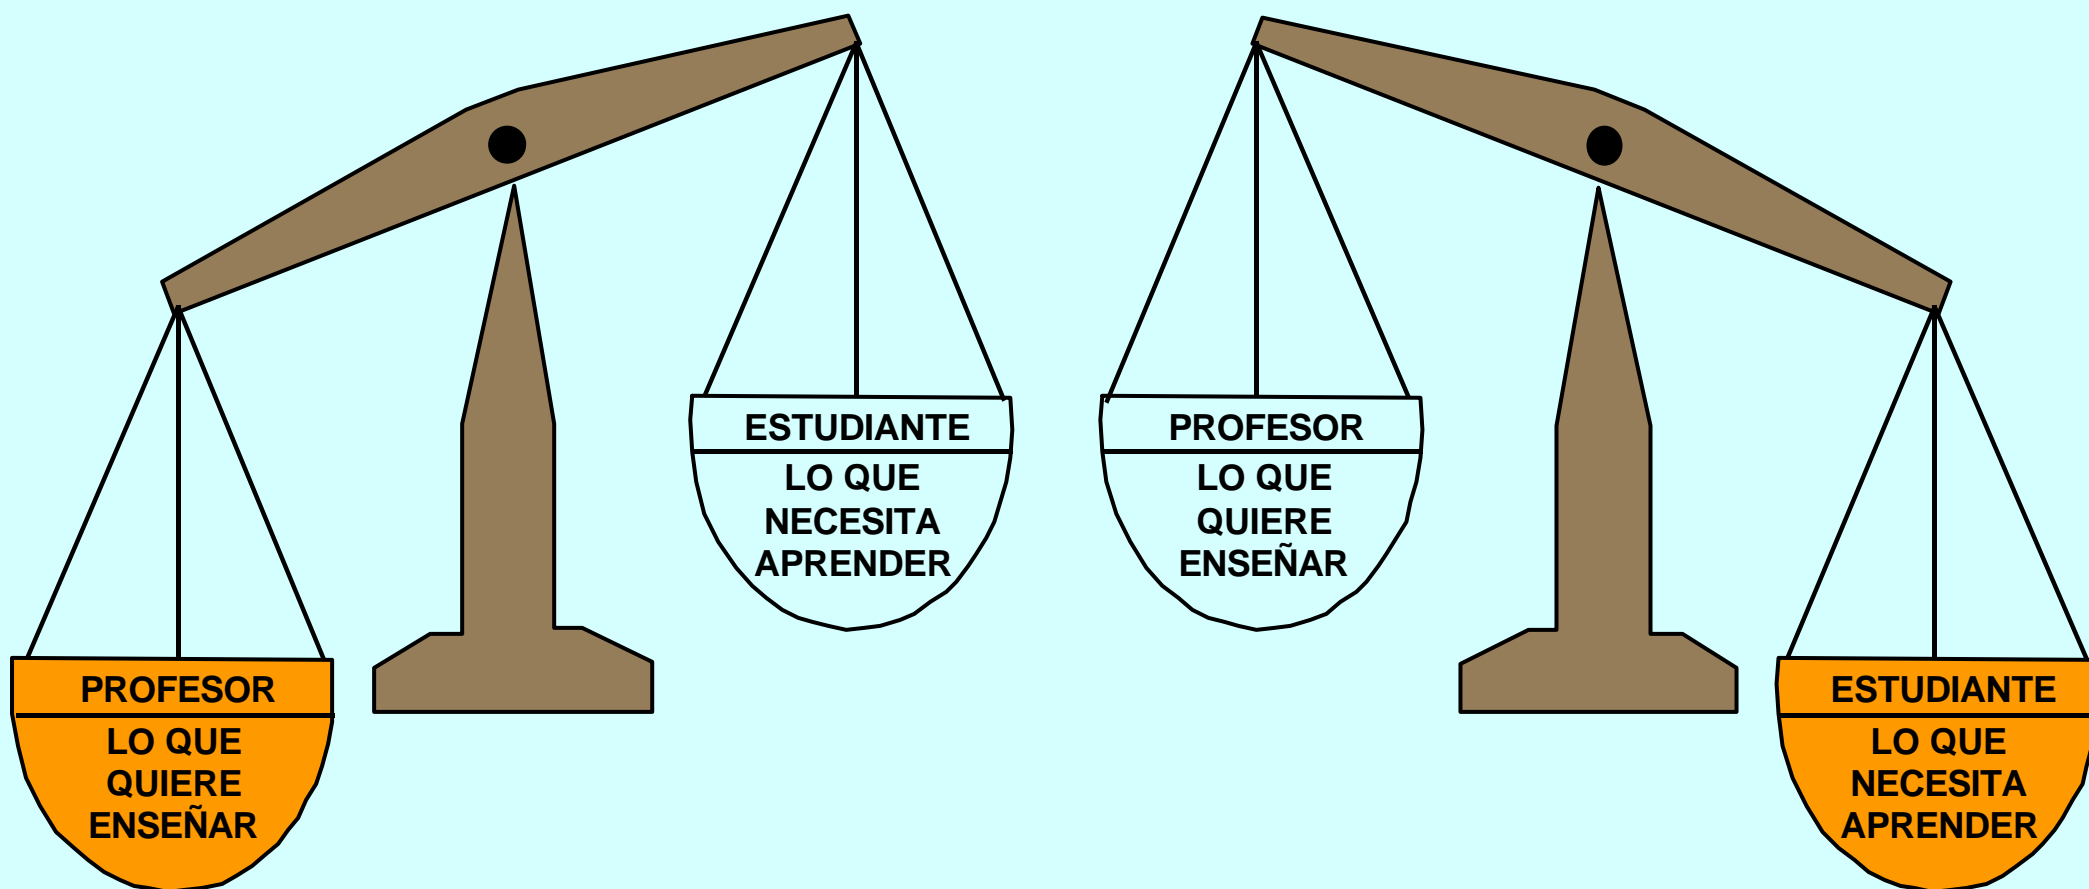 PROFESOR
LO QUE
QUIERE
ENSEÑAR
ESTUDIANTE
LO QUE
NECESITA
APRENDER
PROFESOR
LO QUE
QUIERE
ENSEÑAR
ESTUDIANTE
LO QUE
NECESITA
APRENDER